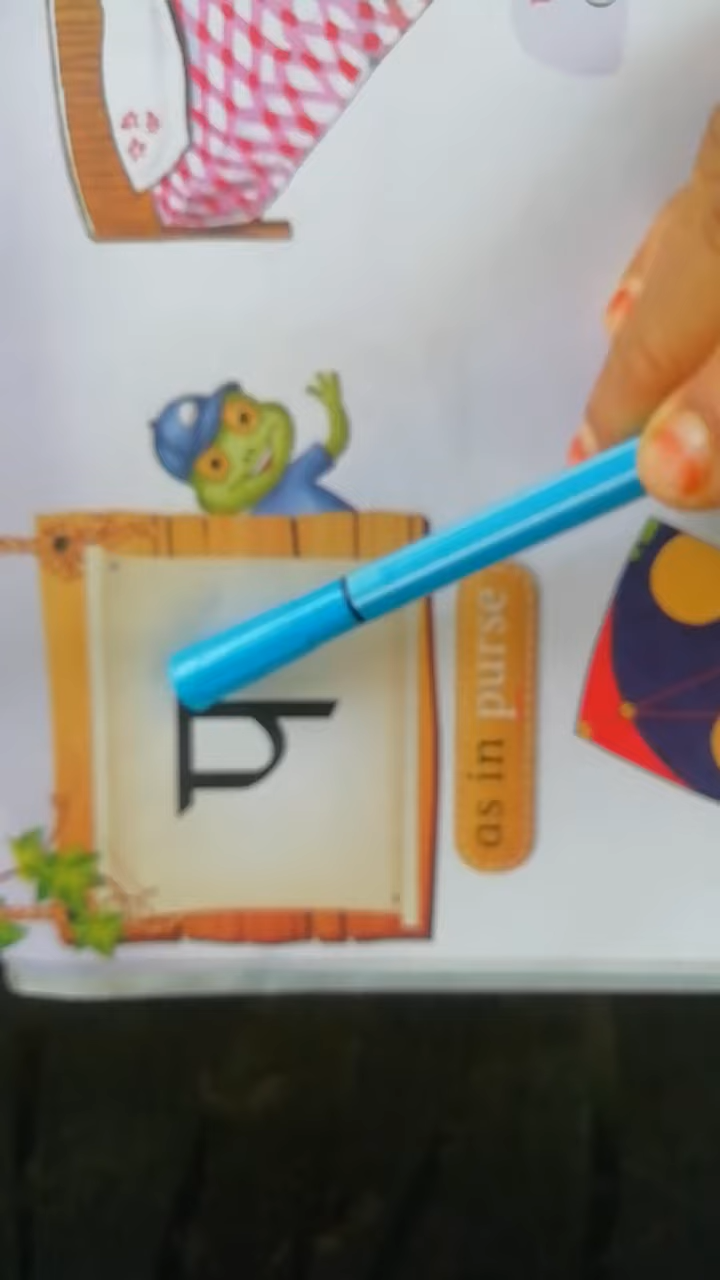 प
as in purse